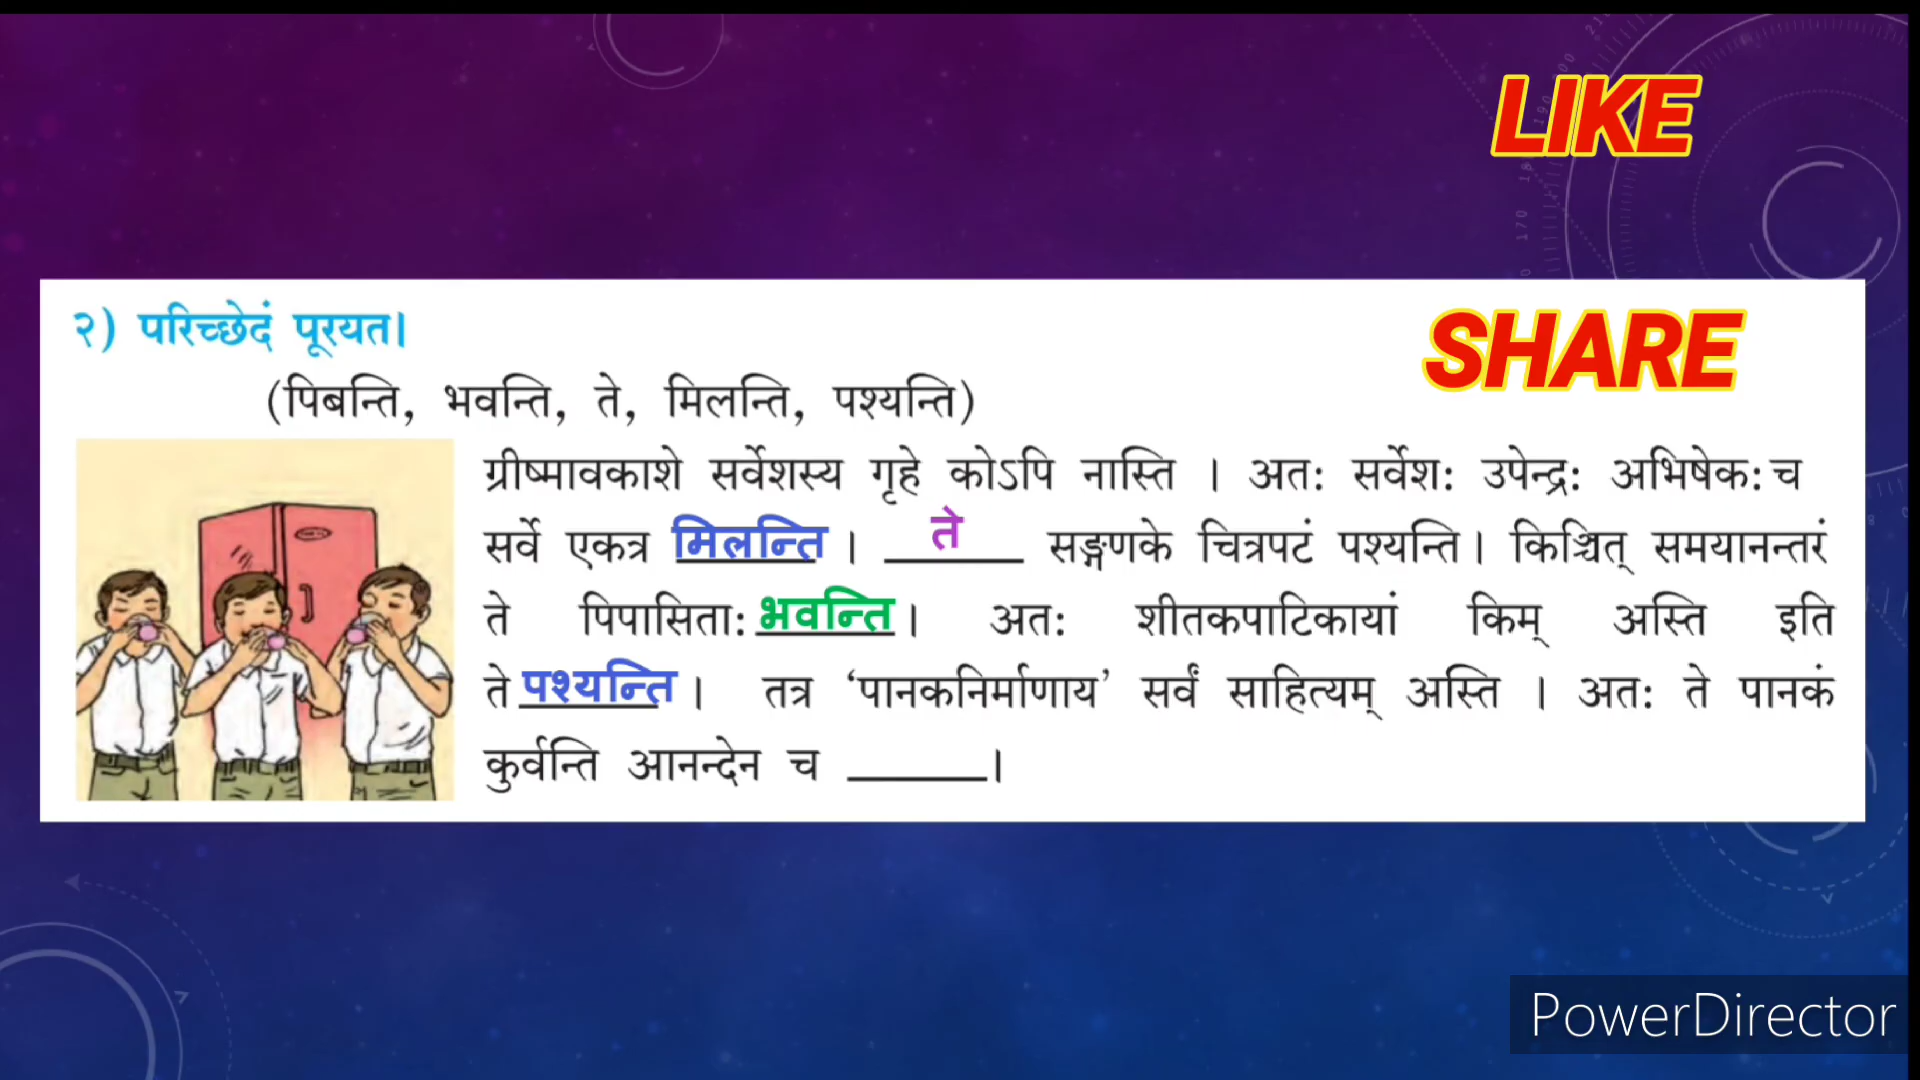 LIKE
SHARE
२) परिच्छेदं पूरयत।
(पिबन्ति, भवन्ति, ते, मिलन्ति, पश्यन्ति)
ग्रीष्मावकाशे सर्वेशस्य गृहे कोऽपि नास्ति । अतः सर्वेशः उपेन्द्रः अभिषेकः च
सर्वे एकत्र मिलन्ति । ते सङ्गणके चित्रपटं पश्यन्ति। किञ्चित् समयानन्तरं
ते पिपासिताः भवन्ति। अतः शीतकपाटिकायां किम् अस्ति इति
ते पश्यन्ति । तत्र ‘पानकनिर्माणाय’ सर्वं साहित्यम् अस्ति । अतः ते पानकं
कुर्वन्ति आनन्देन च ______।
PowerDirector